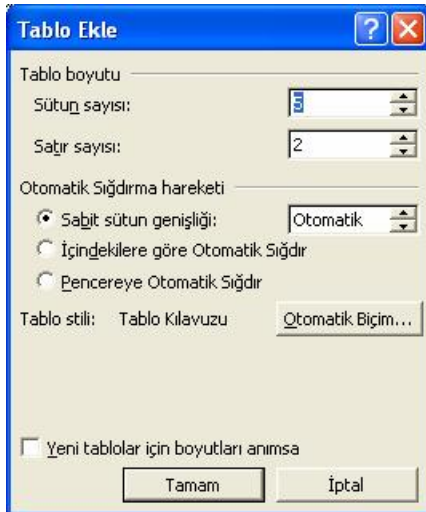 Tablo Ekle
Tablo boyutu
Sütun sayısı: 5
Satır sayısı: 2
Otomatik Sığdırma hareketi
Sabit sütun genişliği: Otomatik
İçindekilere göre Otomatik Sığdır
Pencereye Otomatik Sığdır
Tablo stili: Tablo Kılavuzu Otomatik Biçim...
Yeni tablolar için boyutları anımsa
Tamam İptal